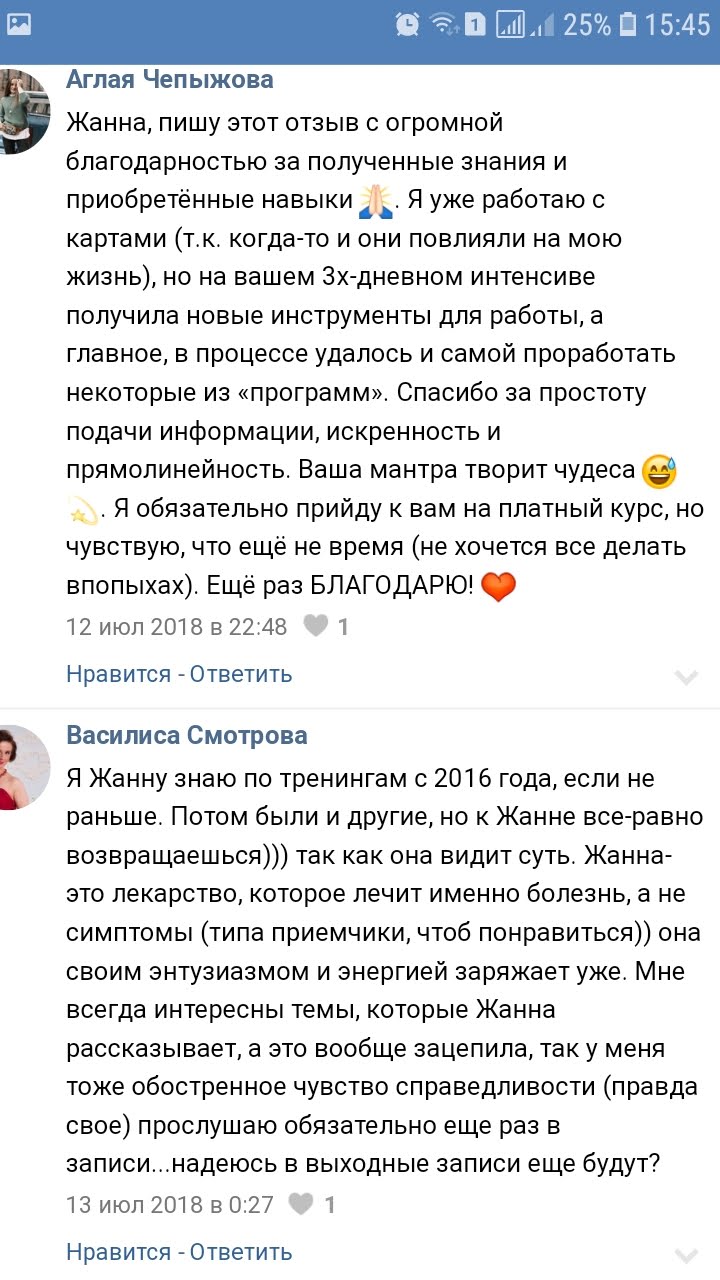 1 25% 15:45
Аглая Чепыжова
Жанна, пишу этот отзыв с огромной
благодарностью за полученные знания и
приобретённые навыки 🙏. Я уже работаю с
картами (т.к. когда-то и они повлияли на мою
жизнь), но на вашем 3х-дневном интенсиве
получила новые инструменты для работы, а
главное, в процессе удалось и самой проработать
некоторые из «программ». Спасибо за простоту
подачи информации, искренность и
прямолинейность. Ваша мантра творит чудеса 😅
💫. Я обязательно прийду к вам на платный курс, но
чувствую, что ещё не время (не хочется все делать
впопыхах). Ещё раз БЛАГОДАРЮ! ❤
12 июл 2018 в 22:48 1
Нравится - Ответить
Василиса Смотрова
Я Жанну знаю по тренингам с 2016 года, если не
раньше. Потом были и другие, но к Жанне все-равно
возвращаешься))) так как она видит суть. Жанна-
это лекарство, которое лечит именно болезнь, а не
симптомы (типа приемчики, чтоб понравиться)) она
своим энтузиазмом и энергией заряжает уже. Мне
всегда интересны темы, которые Жанна
рассказывает, а это вообще зацепила, так у меня
тоже обостренное чувство справедливости (правда
свое) прослушаю обязательно еще раз в
записи...надеюсь в выходные записи еще будут?
13 июл 2018 в 0:27 1
Нравится - Ответить